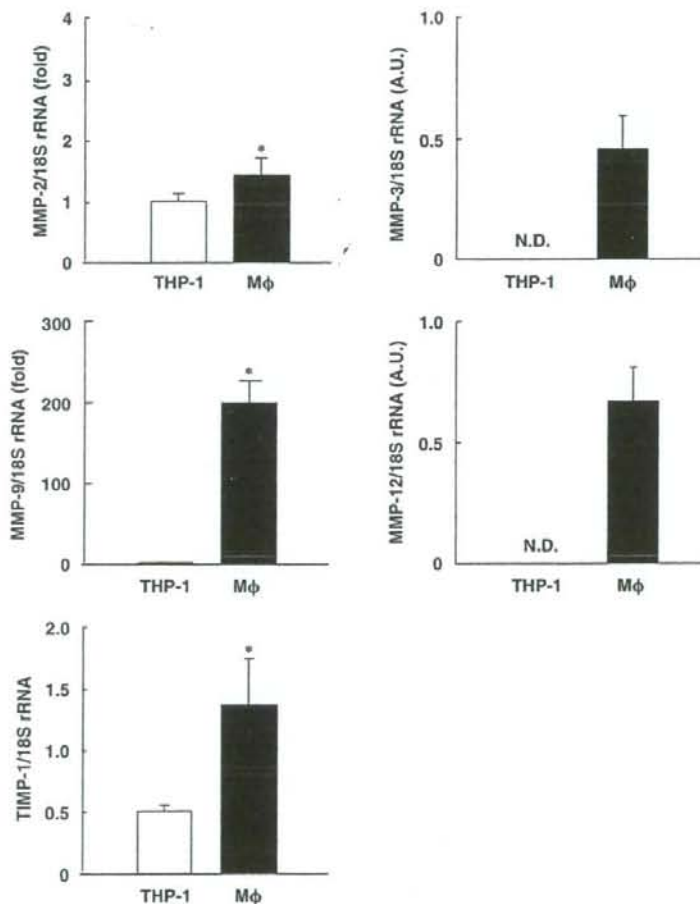 MMP-2/18S rRNA (fold)
4
3
2
1
0
*
THP-1 Mϕ
MMP-3/18S rRNA (A.U.)
1.0
0.5
0
N.D.
THP-1 Mϕ
MMP-9/18S rRNA (fold)
300
200
100
0
*
THP-1 Mϕ
MMP-12/18S rRNA (A.U.)
1.0
0.5
0
N.D.
THP-1 Mϕ
TIMP-1/18S rRNA
2.0
1.5
1.0
0.5
0
*
THP-1 Mϕ